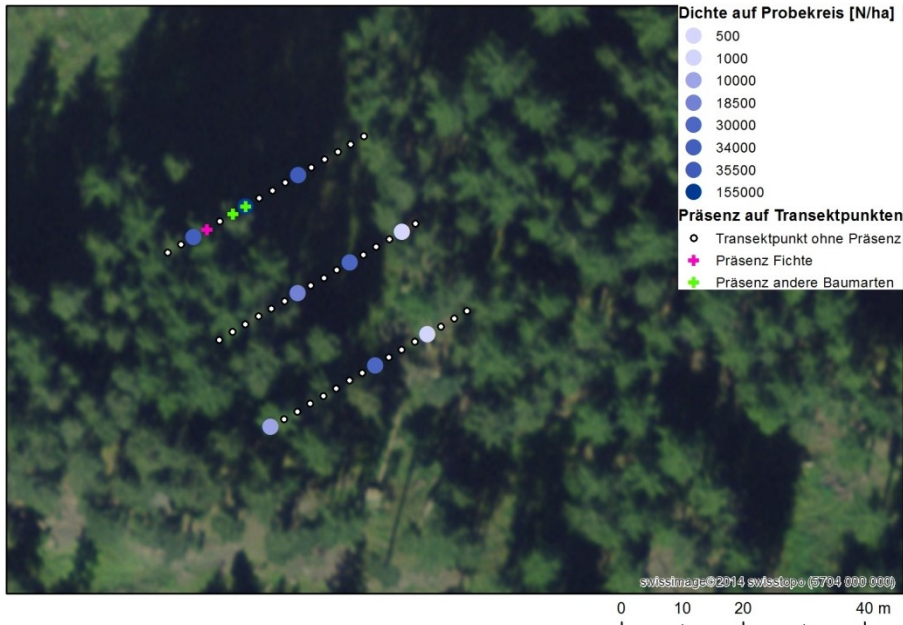 Dichte auf Probekreis [N/ha]
500
1000
10000
18500
30000
34000
35500
155000
Präsenz auf Transektpunkten
Transektpunkt ohne Präsenz
Präsenz Fichte
Präsenz andere Baumarten
swissimage©2014 swisstopo (5704 000 000)
0 10 20 40 m